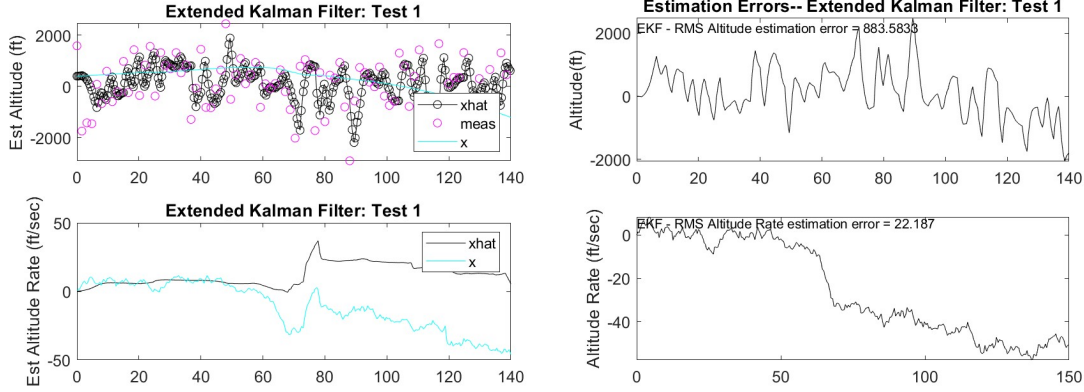 Extended Kalman Filter: Test 1
Est Altitude (ft)
2000
0
-2000
xhat
meas
x
0 20 40 60 80 100 120 140
Extended Kalman Filter: Test 1
Est Altitude Rate (ft/sec)
50
0
-50
xhat
x
0 20 40 60 80 100 120 140
Estimation Errors-- Extended Kalman Filter: Test 1
EKF - RMS Altitude estimation error = 883.5833
Altitude(ft)
2000
0
-2000
0 20 40 60 80 100 120 140
EKF - RMS Altitude Rate estimation error = 22.187
Altitude Rate (ft/sec)
0
-20
-40
0 50 100 150